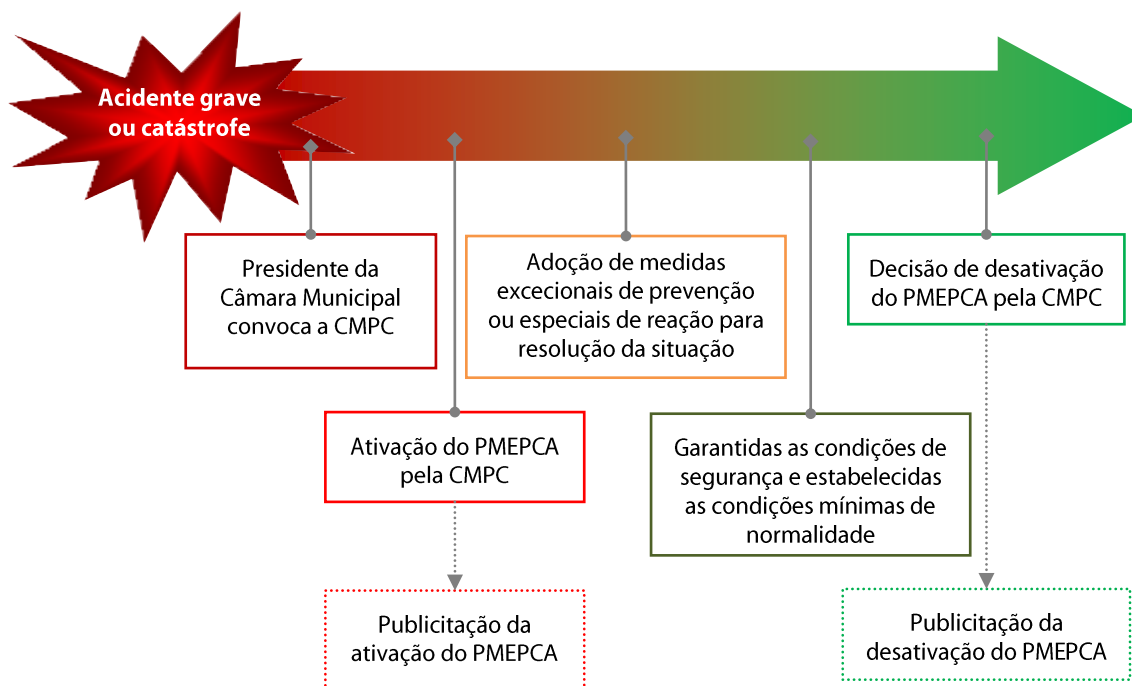 Acidente grave
ou catástrofe
Presidente da
Câmara Municipal
convoca a CMPC
Ativação do PMEPCA
pela CMPC
Publicitação da
ativação do PMEPCA
Adoção de medidas
excecionais de prevenção
ou especiais de reação para
resolução da situação
Garantidas as condições de
segurança e estabelecidas
as condições mínimas de
normalidade
Decisão de desativação
do PMEPCA pela CMPC
Publicitação da
desativação do PMEPCA